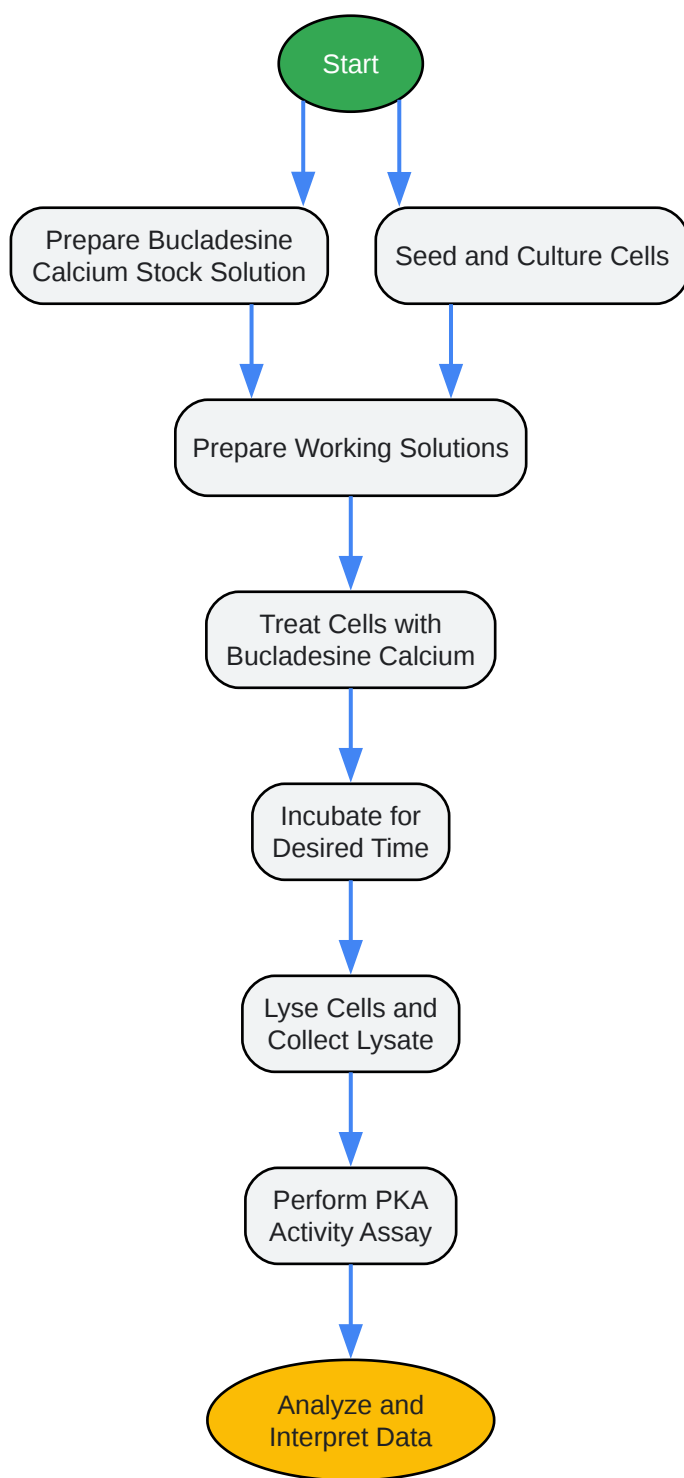 Start
Prepare Bucladesine
Calcium Stock Solution
Seed and Culture Cells
Prepare Working Solutions
Treat Cells with
Bucladesine Calcium
Incubate for
Desired Time
Lyse Cells and
Collect Lysate
Perform PKA
Activity Assay
Analyze and
Interpret Data